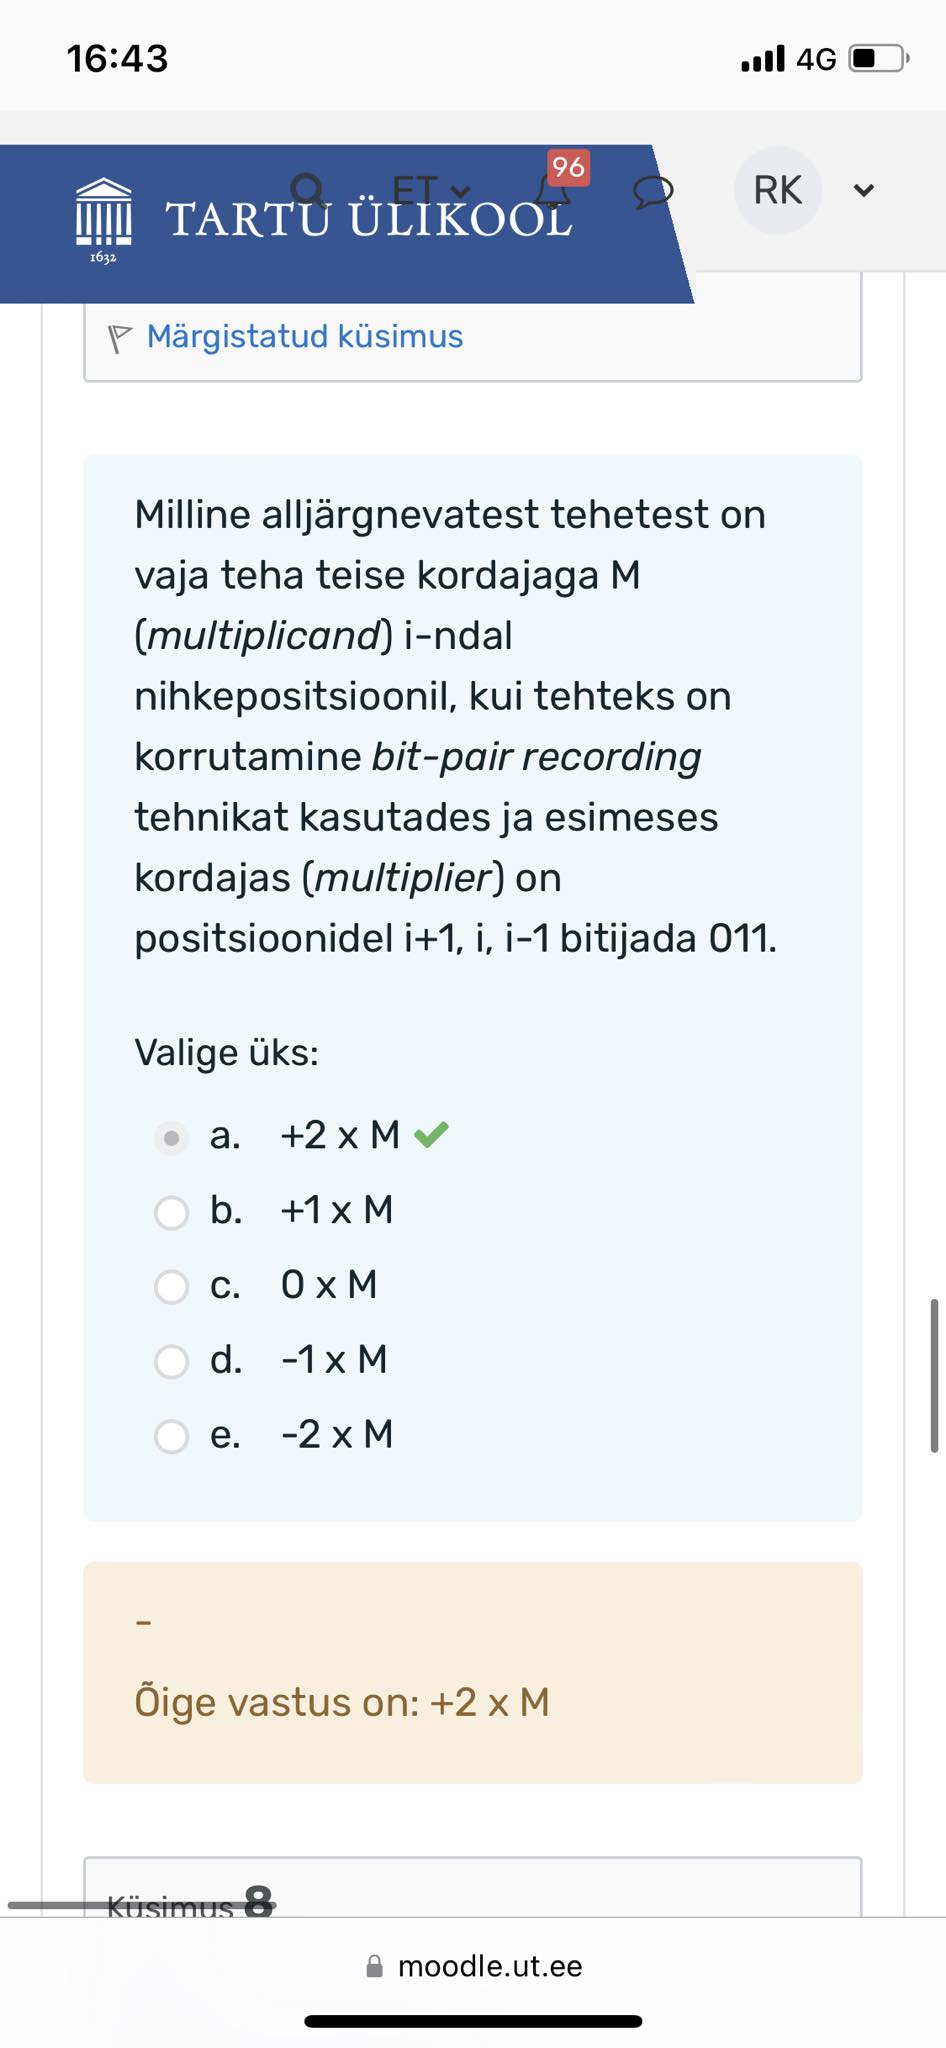 16:43
4G
96
ET
RK
TARTU ÜLIKOOL
1632
Märgistatud küsimus
Milline alljärgnevatest tehetest on
vaja teha teise kordajaga M
(multiplicand) i-ndal
nihkepositsioonil, kui tehteks on
korrutamine bit-pair recording
tehnikat kasutades ja esimeses
kordajas (multiplier) on
positsioonidel i+1, i, i-1 bitijada 011.
Valige üks:
a. +2 x M
b. +1 x M
c. 0 x M
d. -1 x M
e. -2 x M
-
Õige vastus on: +2 x M
Küsimus 8
moodle.ut.ee